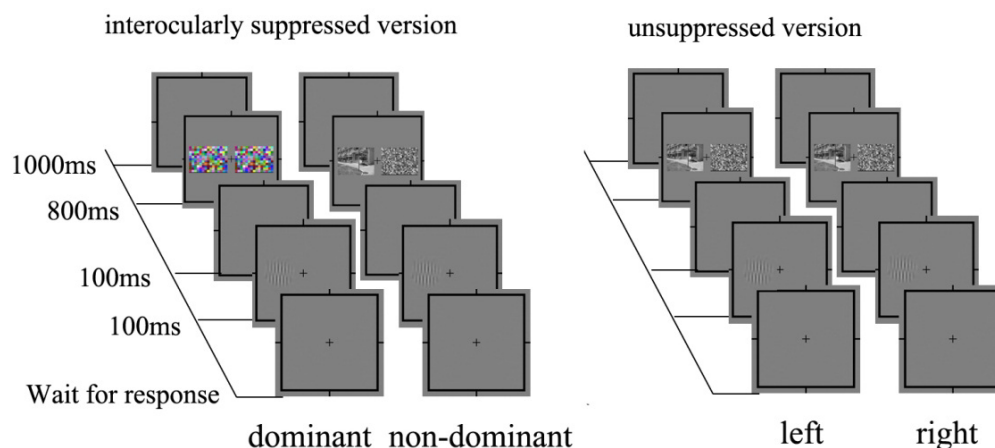 interocularly suppressed version
unsuppressed version
1000ms
800ms
100ms
100ms
Wait for response
dominant non-dominant
left right